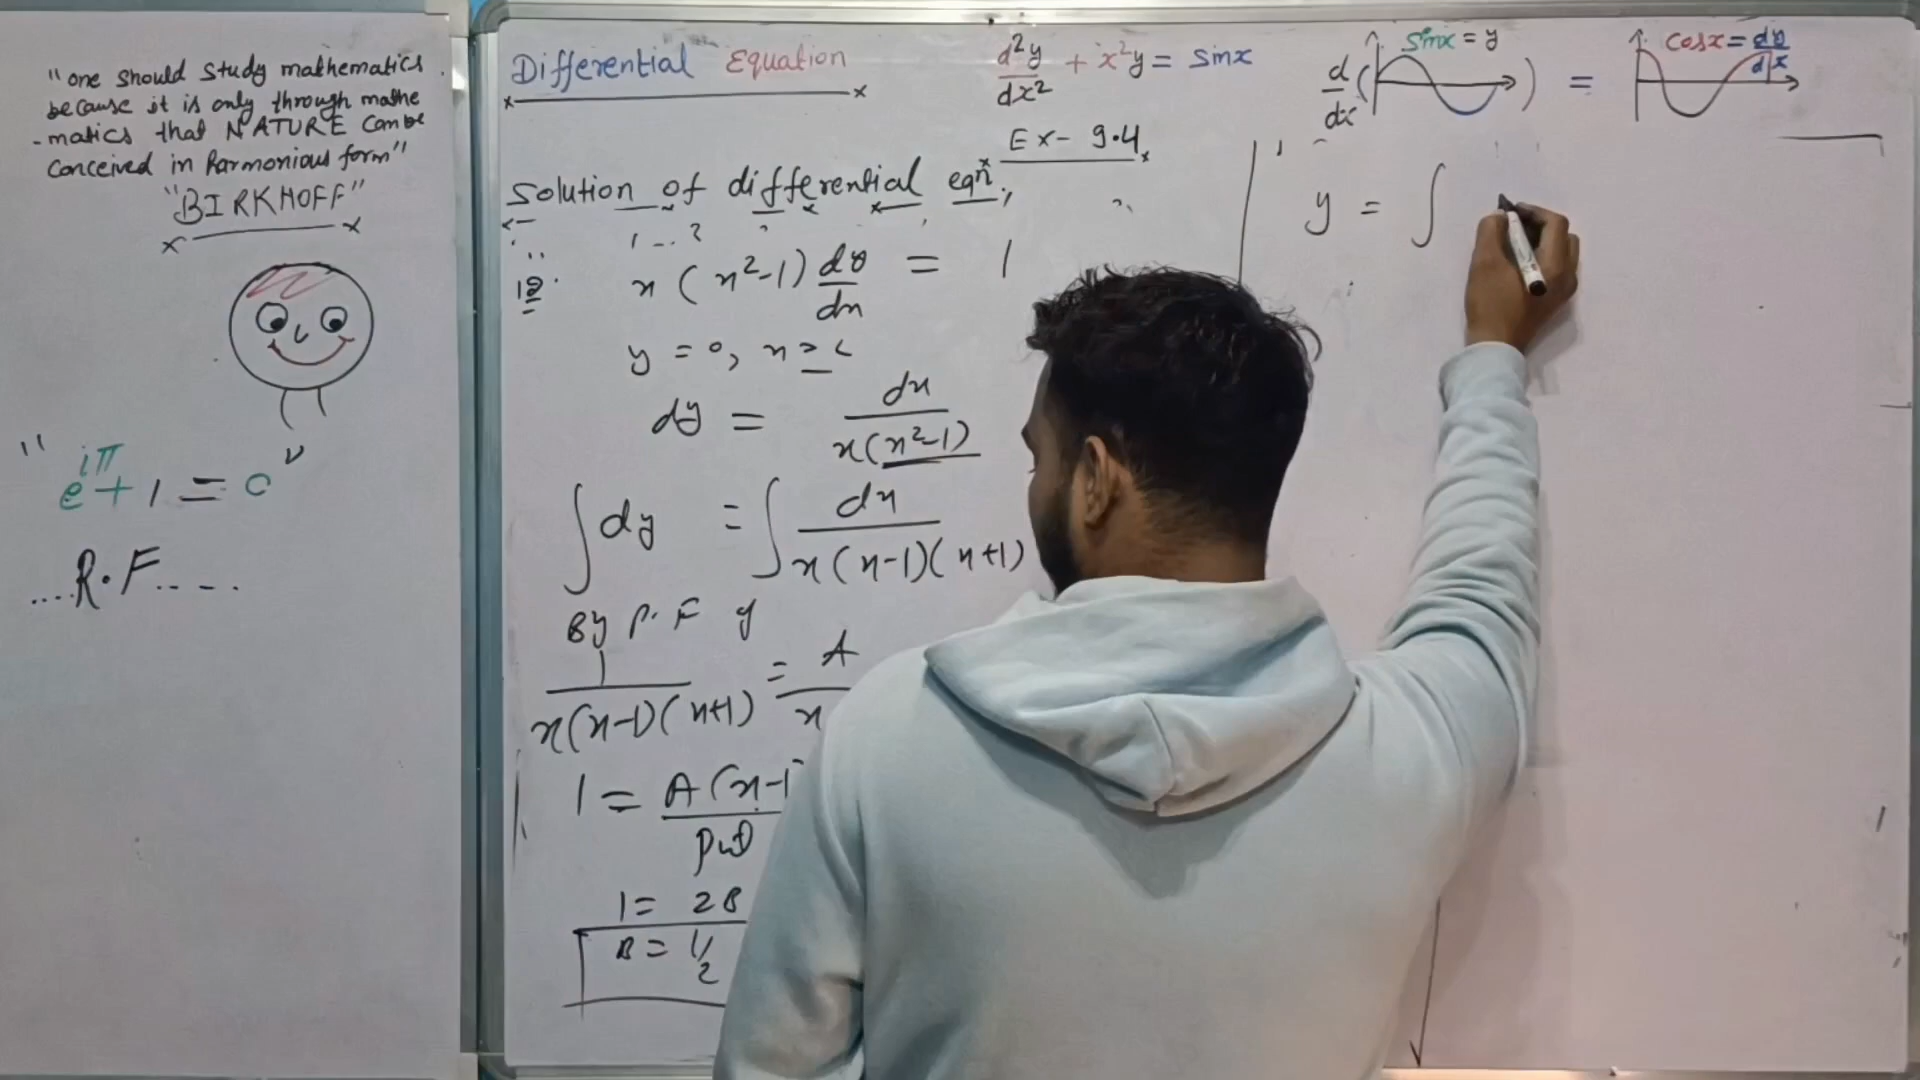 "one should study mathematics
because it is only through mathe
-matics that NATURE can be
conceived in harmonious form"
"BIRKHOFF"
" e^{iπ} + 1 = 0 "
....R.F.....
Differential Equation
d²y/dx² + x²y = sinx
d/dx ( sinx = y ) = cosx = dy/dx
Ex- 9.4
Solution of differential eqn;
x(x²-1) dy/dx = 1
y = 0, x = 2
dy = dx/x(x²-1)
∫dy = ∫ dx/x(x-1)(x+1)
By P.F
1/x(x-1)(x+1) = A/x
1 = A(x-1
put
1 = 2B
B = 1/2
y = ∫